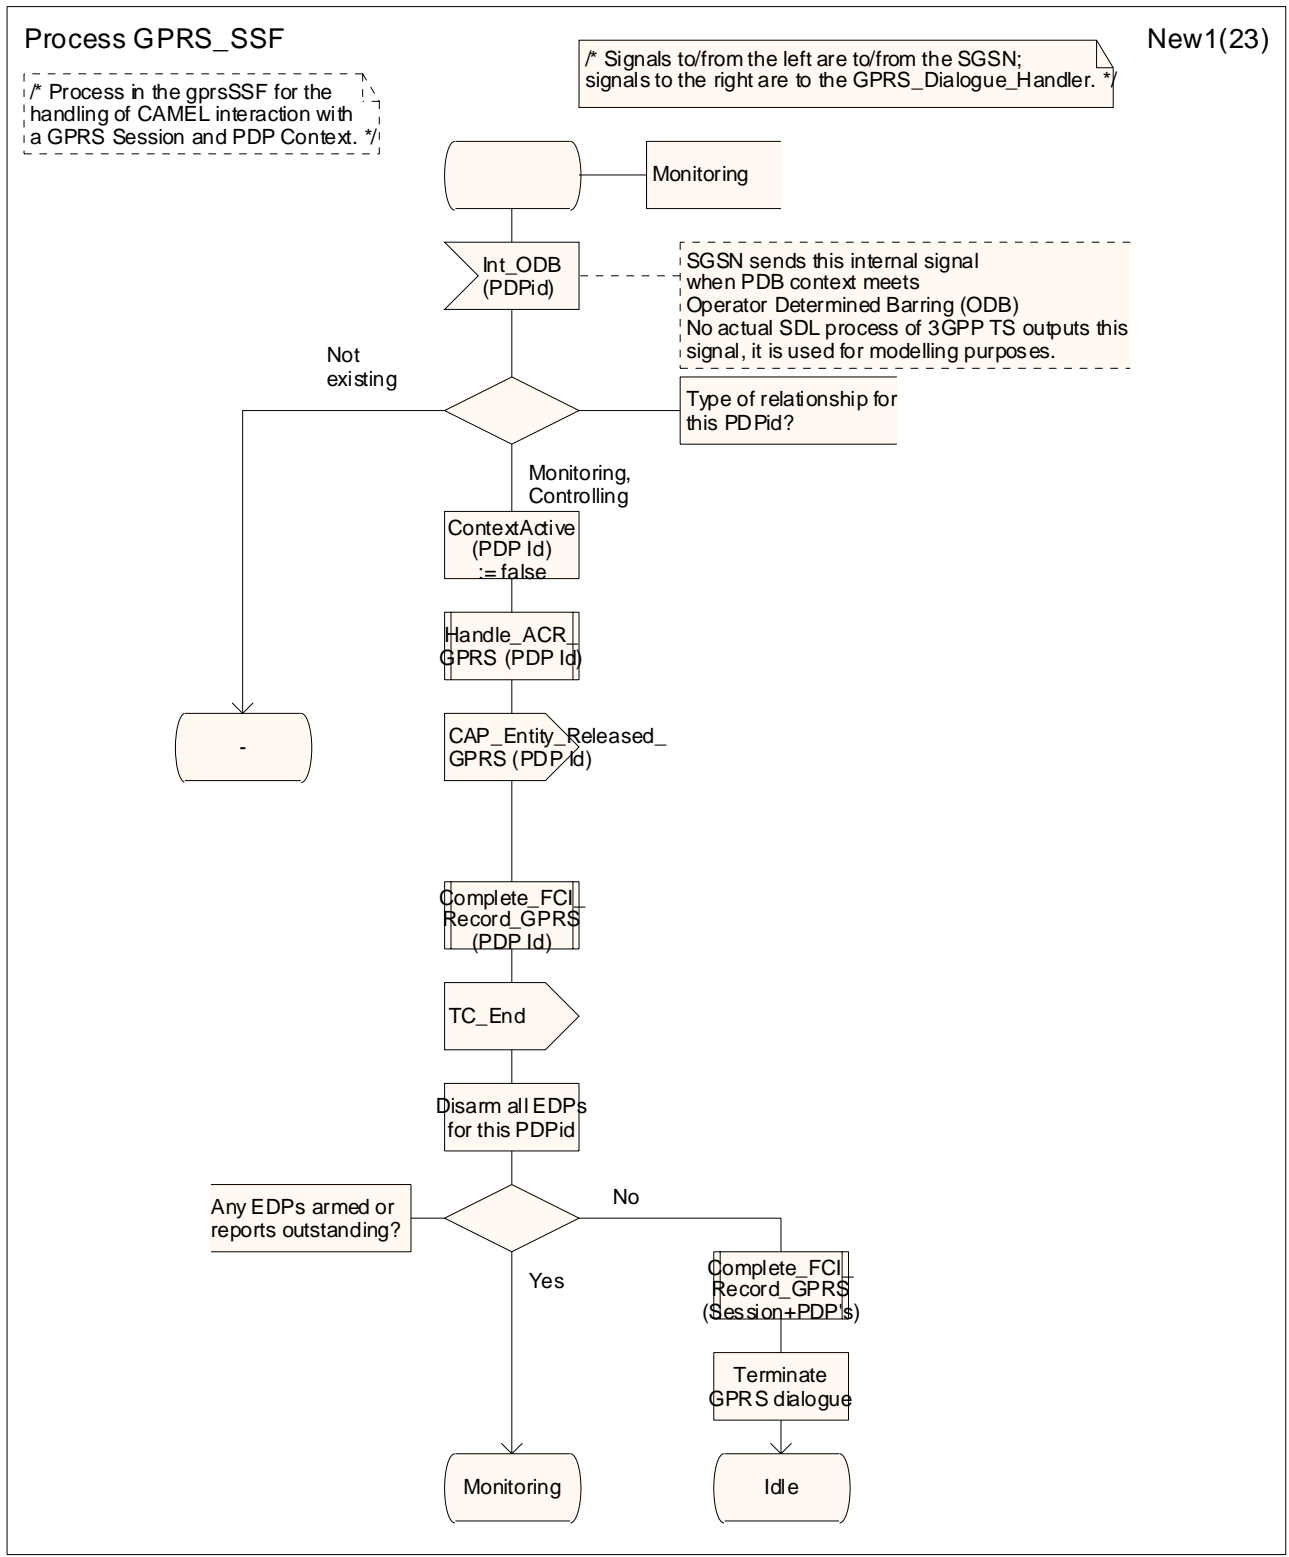 Process GPRS_SSF
New1(23)
/* Signals to/from the left are to/from the SGSN;
signals to the right are to the GPRS_Dialogue_Handler. */
/* Process in the gprsSSF for the
handling of CAMEL interaction with
a GPRS Session and PDP Context. */
Monitoring
Int_ODB
(PDPid)
SGSN sends this internal signal
when PDB context meets
Operator Determined Barring (ODB)
No actual SDL process of 3GPP TS outputs this
signal, it is used for modelling purposes.
Not
existing
Type of relationship for
this PDPid?
Monitoring,
Controlling
ContextActive
(PDP Id)
:= false
Handle_ACR_
GPRS (PDP Id)
CAP_Entity_Released_
GPRS (PDP Id)
-
Complete_FCI_
Record_GPRS
(PDP Id)
TC_End
Disarm all EDPs
for this PDPid
Any EDPs armed or
reports outstanding?
No
Yes
Complete_FCI_
Record_GPRS
(Session+PDP's)
Terminate
GPRS dialogue
Monitoring
Idle